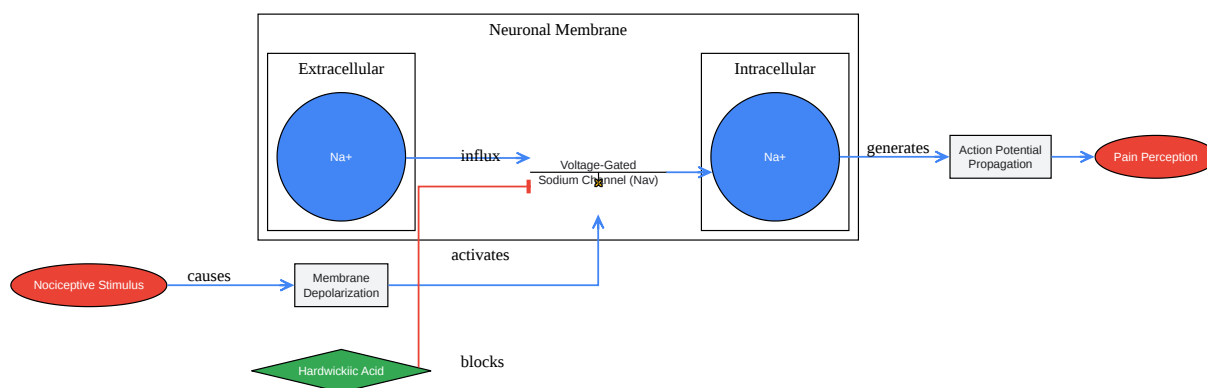 Neuronal Membrane
Extracellular
Intracellular
Na+
influx
Voltage-Gated
Sodium Channel (Nav)
Na+
generates
Action Potential
Propagation
Pain Perception
activates
Nociceptive Stimulus
causes
Membrane
Depolarization
Hardwickiic Acid
blocks